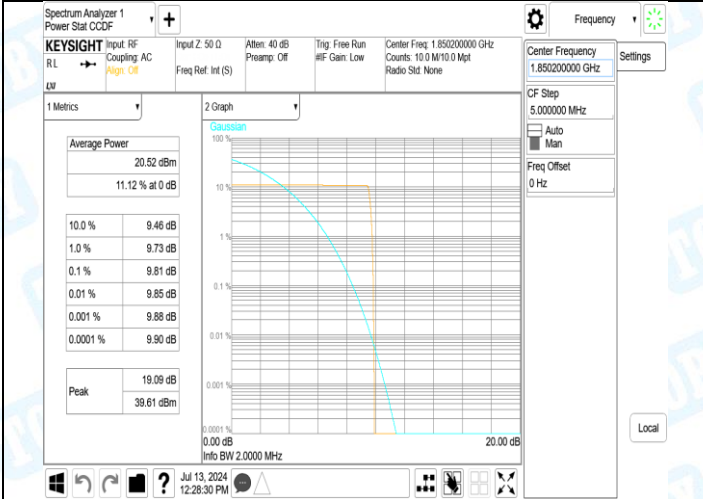 Spectrum Analyzer 1
Power Stat CCDF
Frequency
KEYSIGHT
RL
Input: RF
Coupling: AC
Align: Off
Input Z: 50 Ω
Freq Ref: Int (S)
Atten: 40 dB
Preamp: Off
Trig: Free Run
#IF Gain: Low
Center Freq: 1.850200000 GHz
Counts: 10.0 M/10.0 Mpt
Radio Std: None
Center Frequency
1.850200000 GHz
Settings
CF Step
5.000000 MHz
Auto
Man
Freq Offset
0 Hz
1 Metrics
Average Power
20.52 dBm
11.12 % at 0 dB
10.0 % 9.46 dB
1.0 % 9.73 dB
0.1 % 9.81 dB
0.01 % 9.85 dB
0.001 % 9.88 dB
0.0001 % 9.90 dB
Peak 19.09 dB
39.61 dBm
2 Graph
Gaussian
100 %
10 %
1 %
0.1 %
0.01 %
0.001 %
0.0001 %
0.00 dB 20.00 dB
Info BW 2.0000 MHz
Local
? Jul 13, 2024
12:28:30 PM